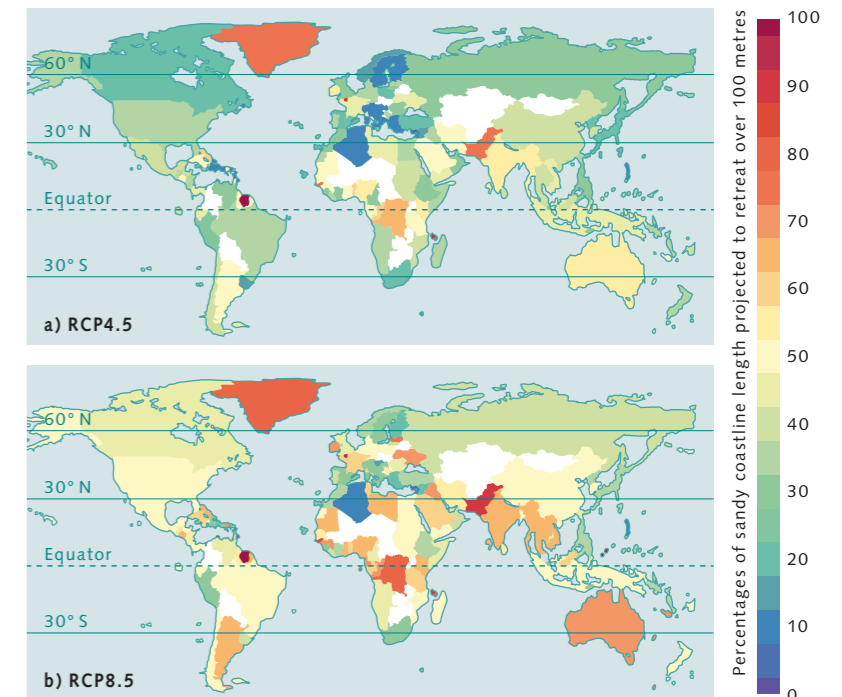 60° N
30° N
Equator
30° S
a) RCP4.5
60° N
30° N
Equator
30° S
b) RCP8.5
Percentages of sandy coastline length projected to retreat over 100 metres
100
90
80
70
60
50
40
30
20
10
0